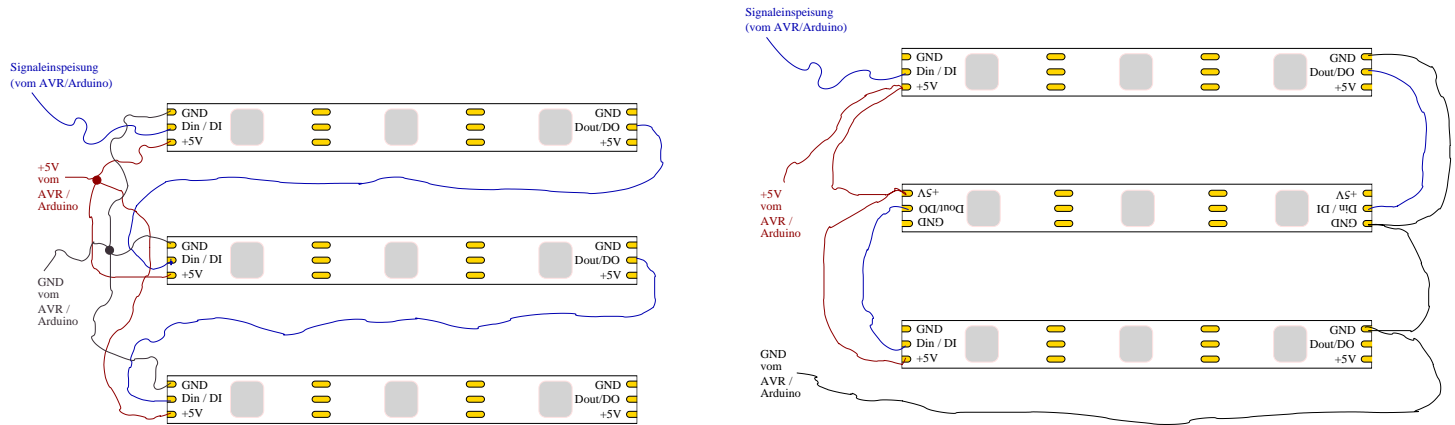 Signaleinspeisung
(vom AVR/Arduino)
GND
Din / DI
+5V
GND
Dout/DO
+5V
+5V
vom
AVR /
Arduino
GND
Din / DI
+5V
GND
Dout/DO
+5V
GND
vom
AVR /
Arduino
GND
Din / DI
+5V
GND
Dout/DO
+5V
Signaleinspeisung
(vom AVR/Arduino)
GND
Din / DI
+5V
GND
Dout/DO
+5V
+5V
vom
AVR /
Arduino
+5V
Dout/DO
GND
+5V
Din / DI
GND
GND
Din / DI
+5V
GND
Dout/DO
+5V
GND
vom
AVR /
Arduino